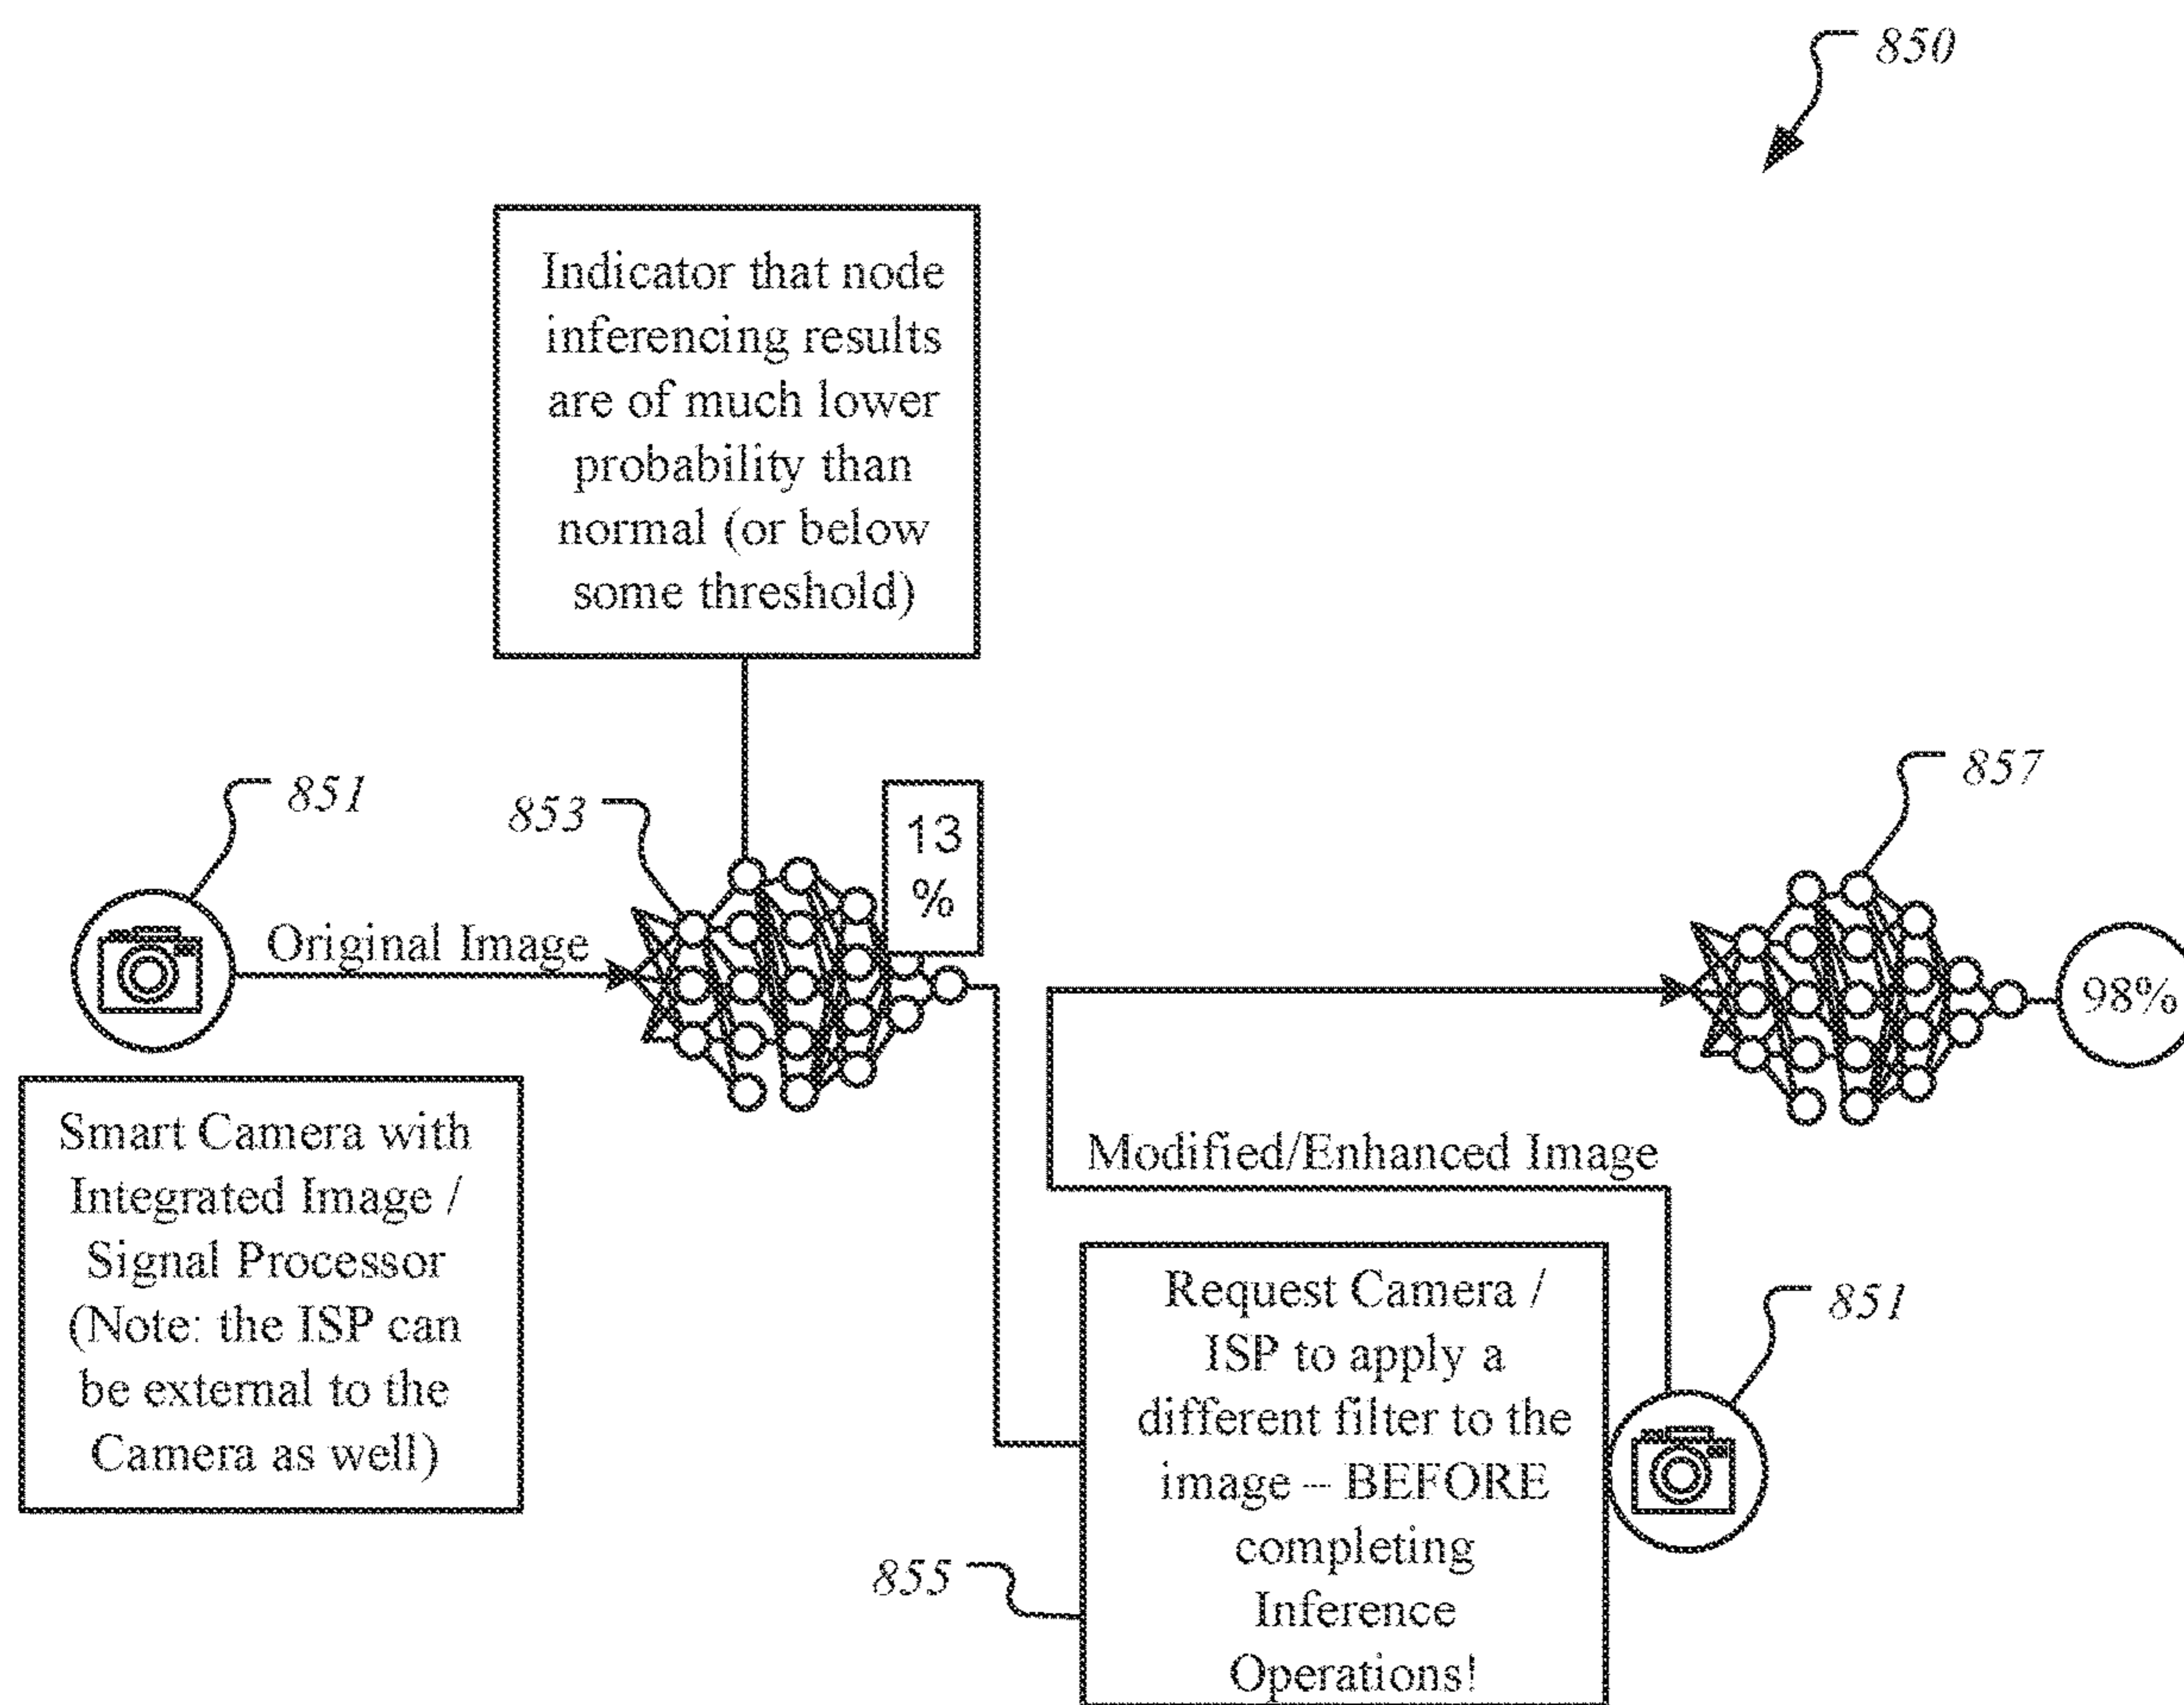 850
Indicator that node
inferencing results
are of much lower
probability than
normal (or below
some threshold)
851
853
13
%
857
Original Image
98%
Smart Camera with
Integrated Image /
Signal Processor
(Note: the ISP can
be external to the
Camera as well)
Modified/Enhanced Image
Request Camera /
ISP to apply a
different filter to the
image -- BEFORE
completing
Inference
Operations!
851
855